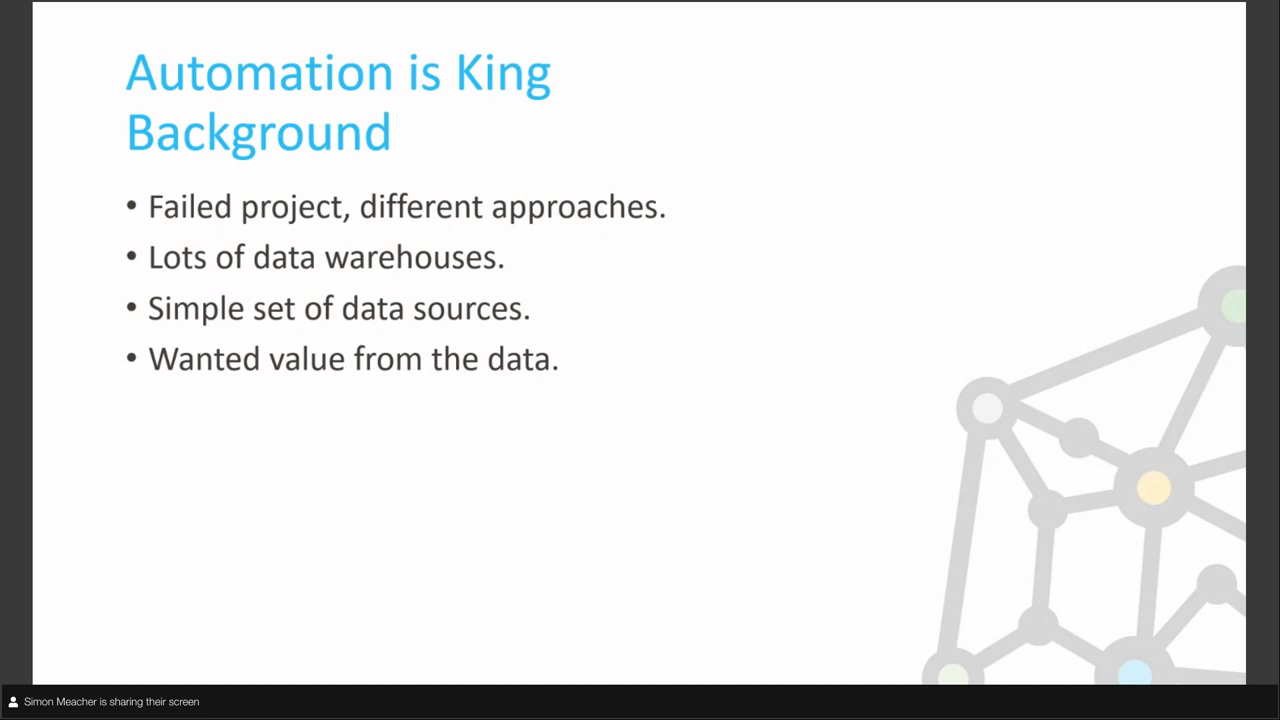 Automation is King
Background
• Failed project, different approaches.
• Lots of data warehouses.
• Simple set of data sources.
• Wanted value from the data.
Simon Meacher is sharing their screen